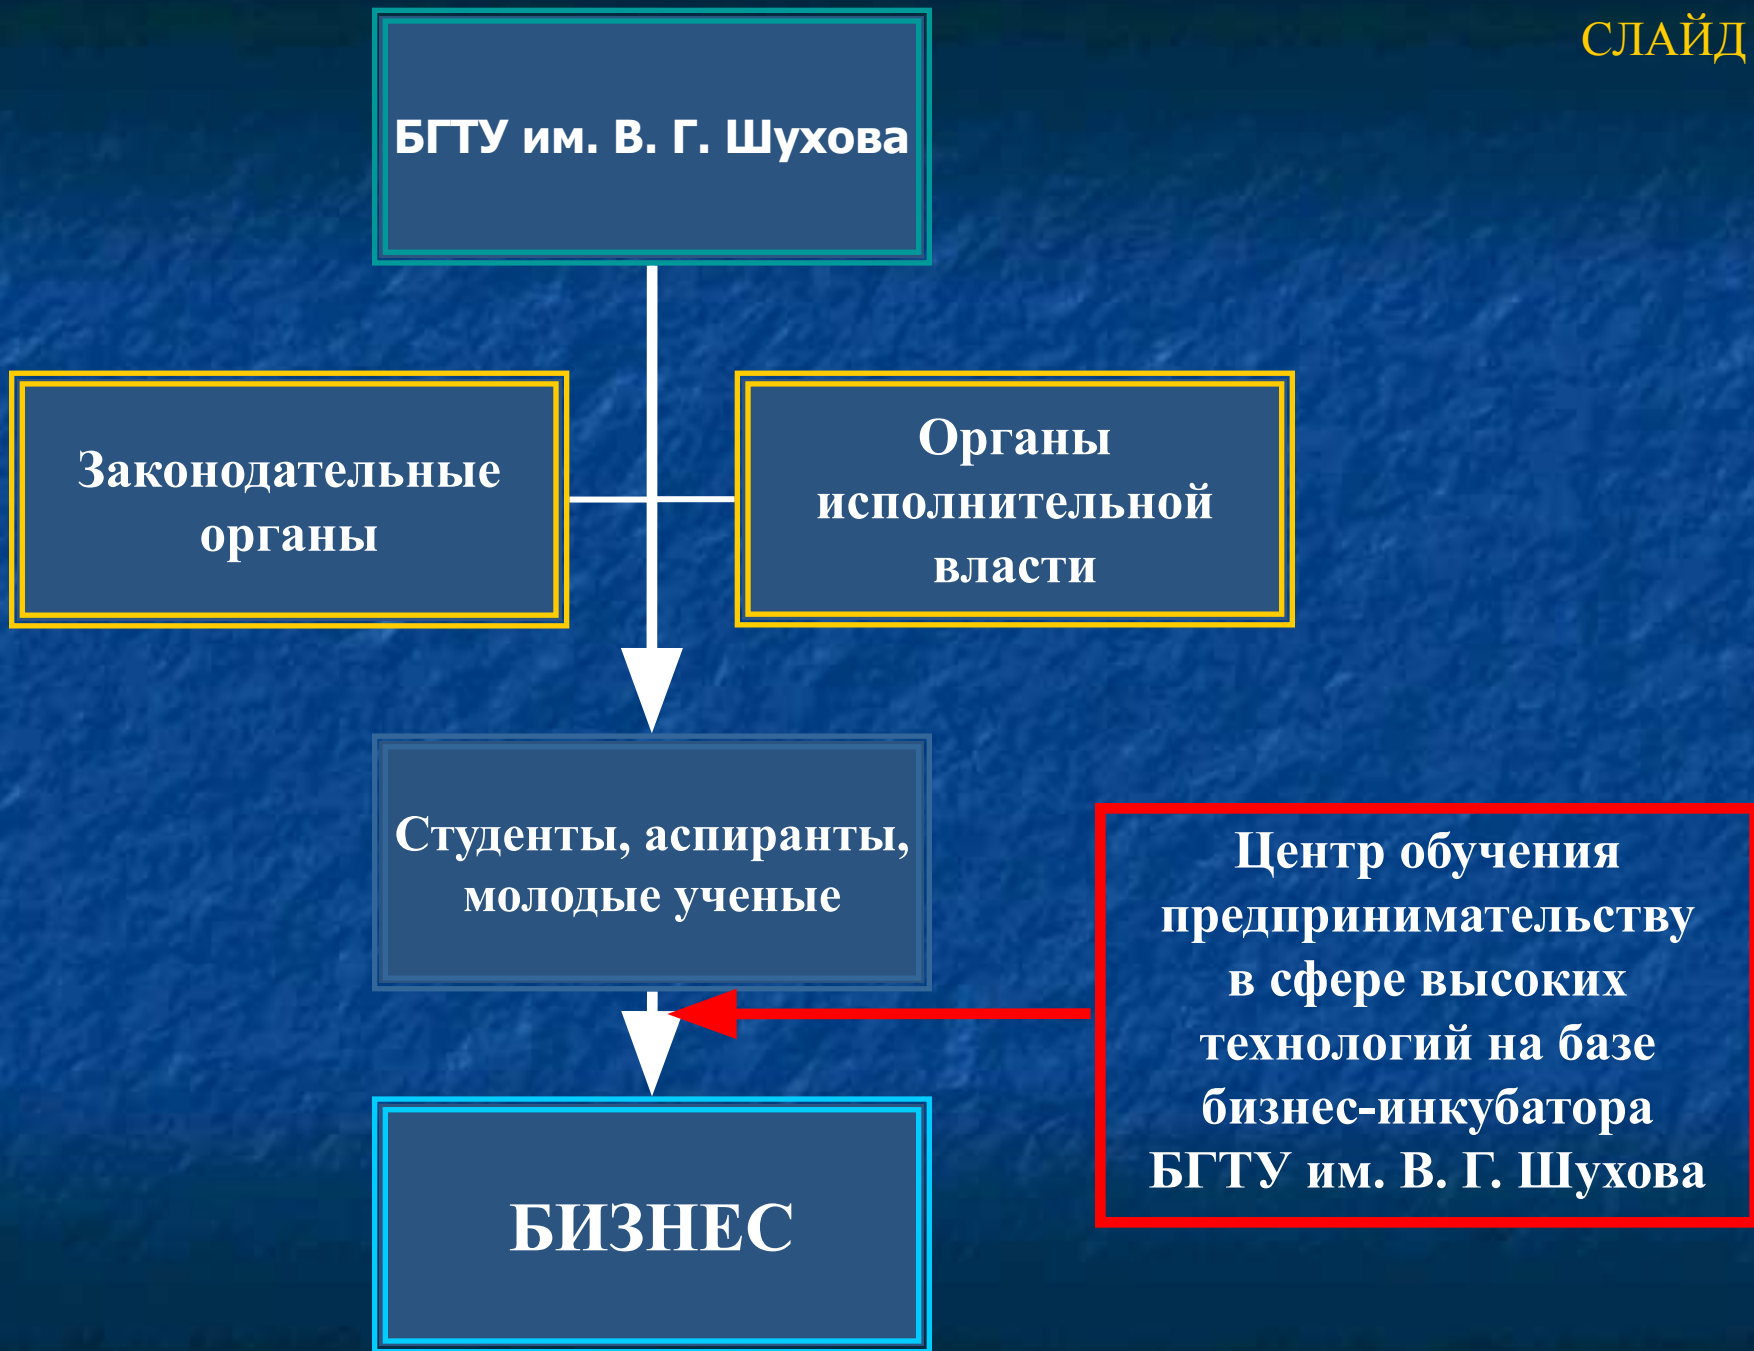 СЛАЙД
БГТУ им. В. Г. Шухова
Законодательные
органы
Органы
исполнительной
власти
Студенты, аспиранты,
молодые ученые
Центр обучения
предпринимательству
в сфере высоких
технологий на базе
бизнес-инкубатора
БГТУ им. В. Г. Шухова
БИЗНЕС